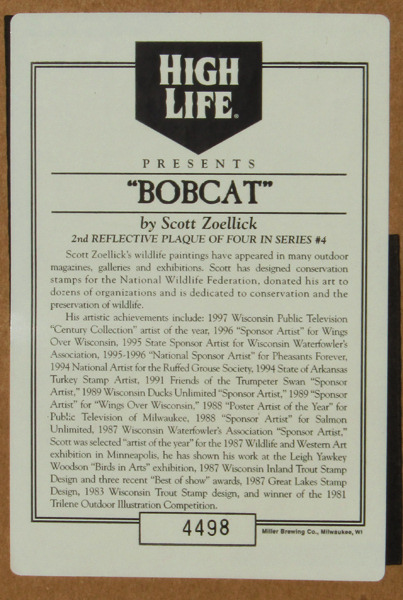 HIGH
LIFE®
PRESENTS
"BOBCAT"
by Scott Zoellick
2nd REFLECTIVE PLAQUE OF FOUR IN SERIES #4
Scott Zoellick's wildlife paintings have appeared in many outdoor
magazines, galleries and exhibitions. Scott has designed conservation
stamps for the National Wildlife Federation, donated his art to
dozens of organizations and is dedicated to conservation and the
preservation of wildlife.
His artistic achievements include: 1997 Wisconsin Public Television
"Century Collection" artist of the year, 1996 "Sponsor Artist" for Wings
Over Wisconsin, 1995 State Sponsor Artist for Wisconsin Waterfowler's
Association, 1995-1996 "National Sponsor Artist" for Pheasants Forever,
1994 National Artist for the Ruffed Grouse Society, 1994 State of Arkansas
Turkey Stamp Artist, 1991 Friends of the Trumpeter Swan "Sponsor
Artist," 1989 Wisconsin Ducks Unlimited "Sponsor Artist," 1989 "Sponsor
Artist" for "Wings Over Wisconsin," 1988 "Poster Artist of the Year" for
Public Television of Milwaukee, 1988 "Sponsor Artist" for Salmon
Unlimited, 1987 Wisconsin Waterfowler's Association "Sponsor Artist,"
Scott was selected "artist of the year" for the 1987 Wildlife and Western Art
exhibition in Minneapolis, he has shown his work at the Leigh Yawkey
Woodson "Birds in Arts" exhibition, 1987 Wisconsin Inland Trout Stamp
Design and three recent "Best of show" awards, 1987 Great Lakes Stamp
Design, 1983 Wisconsin Trout Stamp design, and winner of the 1981
Trilene Outdoor Illustration Competition.
4498
Miller Brewing Co., Milwaukee, WI